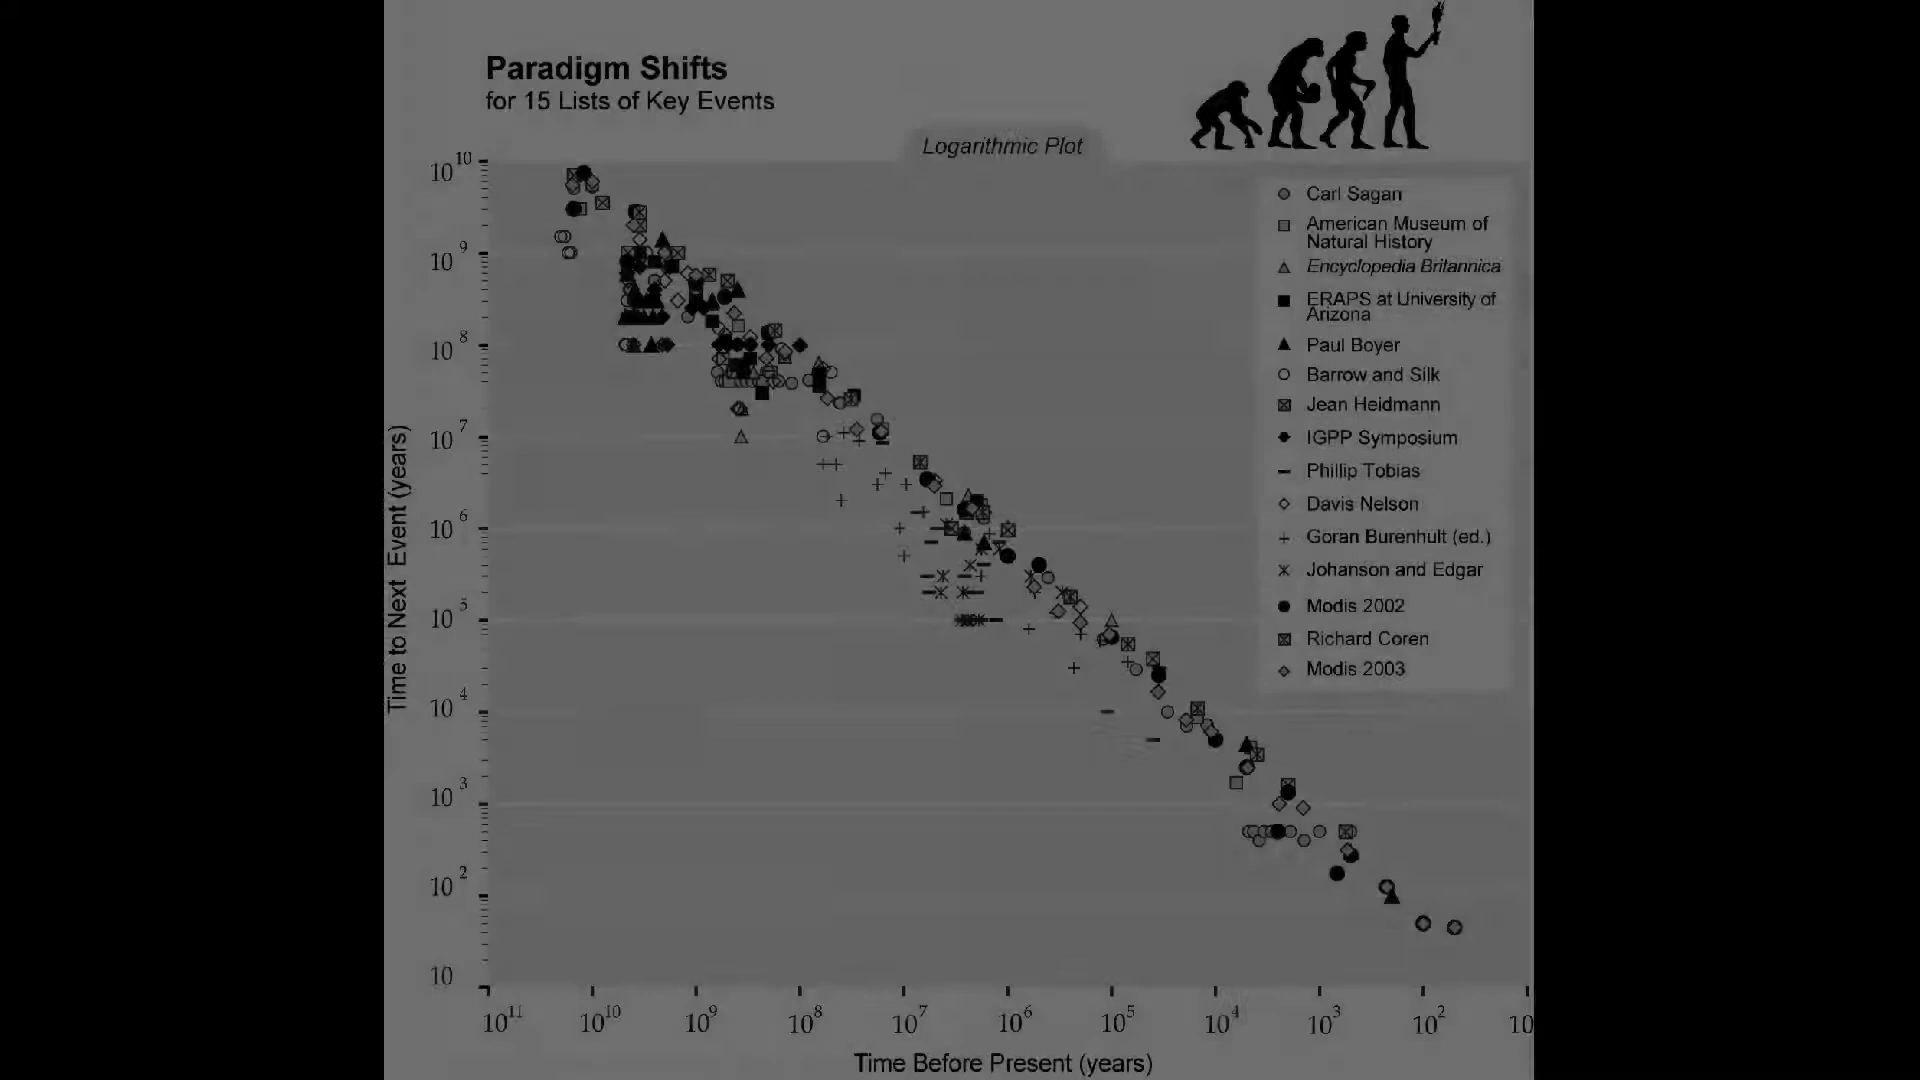 Paradigm Shifts
for 15 Lists of Key Events
Logarithmic Plot
10^10
10^9
10^8
10^7
10^6
10^5
10^4
10^3
10^2
10
Time to Next Event (years)
Carl Sagan
American Museum of
Natural History
Encyclopedia Britannica
ERAPS at University of
Arizona
Paul Boyer
Barrow and Silk
Jean Heidmann
IGPP Symposium
Phillip Tobias
Davis Nelson
Goran Burenhult (ed.)
Johanson and Edgar
Modis 2002
Richard Coren
Modis 2003
10^11 10^10 10^9 10^8 10^7 10^6 10^5 10^4 10^3 10^2 10
Time Before Present (years)